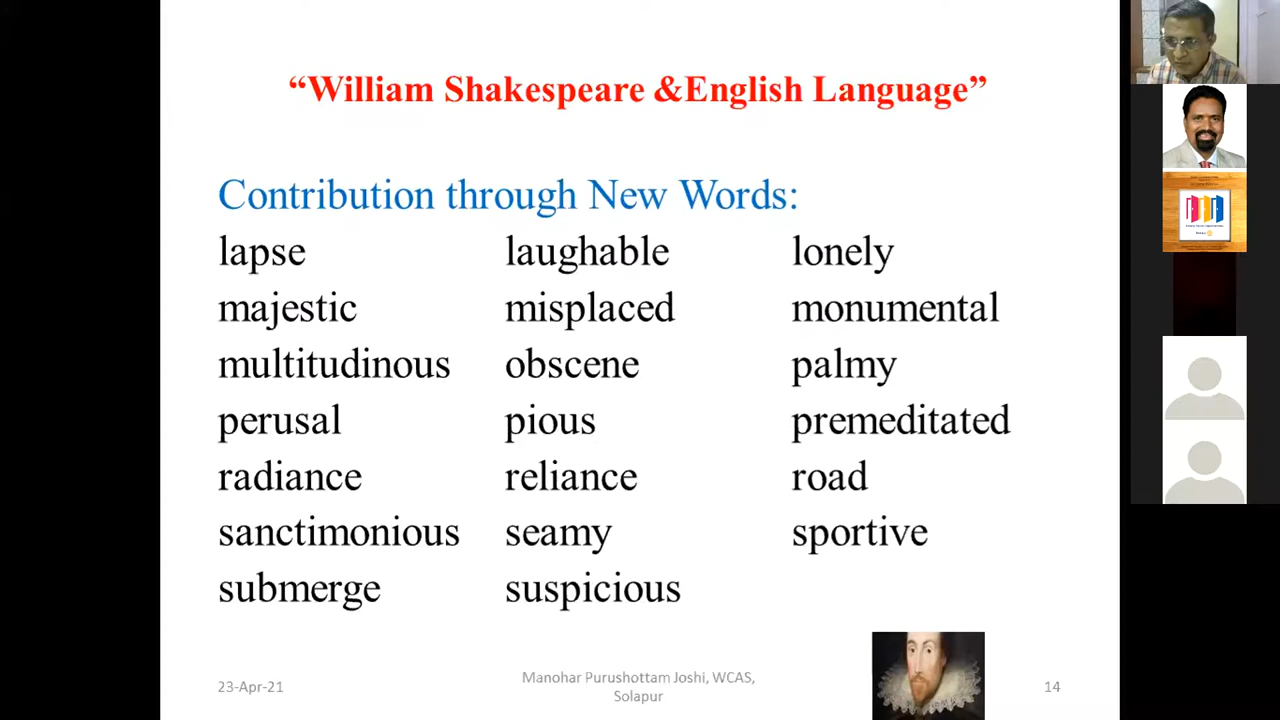 “William Shakespeare &English Language”
Contribution through New Words:
lapse laughable lonely
majestic misplaced monumental
multitudinous obscene palmy
perusal pious premeditated
radiance reliance road
sanctimonious seamy sportive
submerge suspicious
23-Apr-21
Manohar Purushottam Joshi, WCAS,
Solapur
14